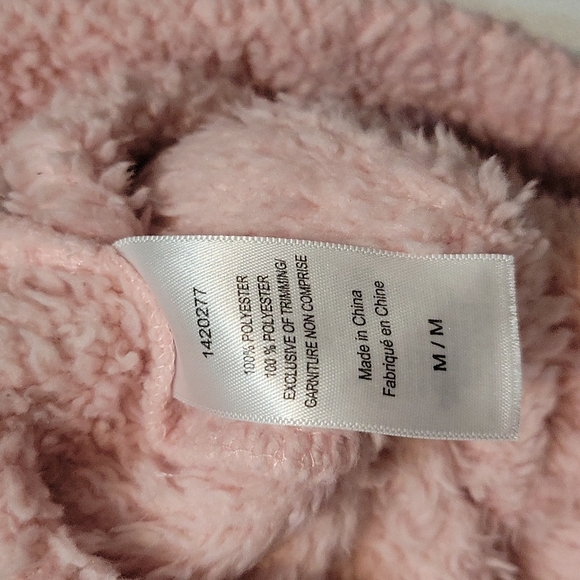 1420277
100% POLYESTER
100 % POLYESTER
EXCLUSIVE OF TRIMMING/
GARNITURE NON COMPRISE
Made in China
Fabriqué en Chine
M / M